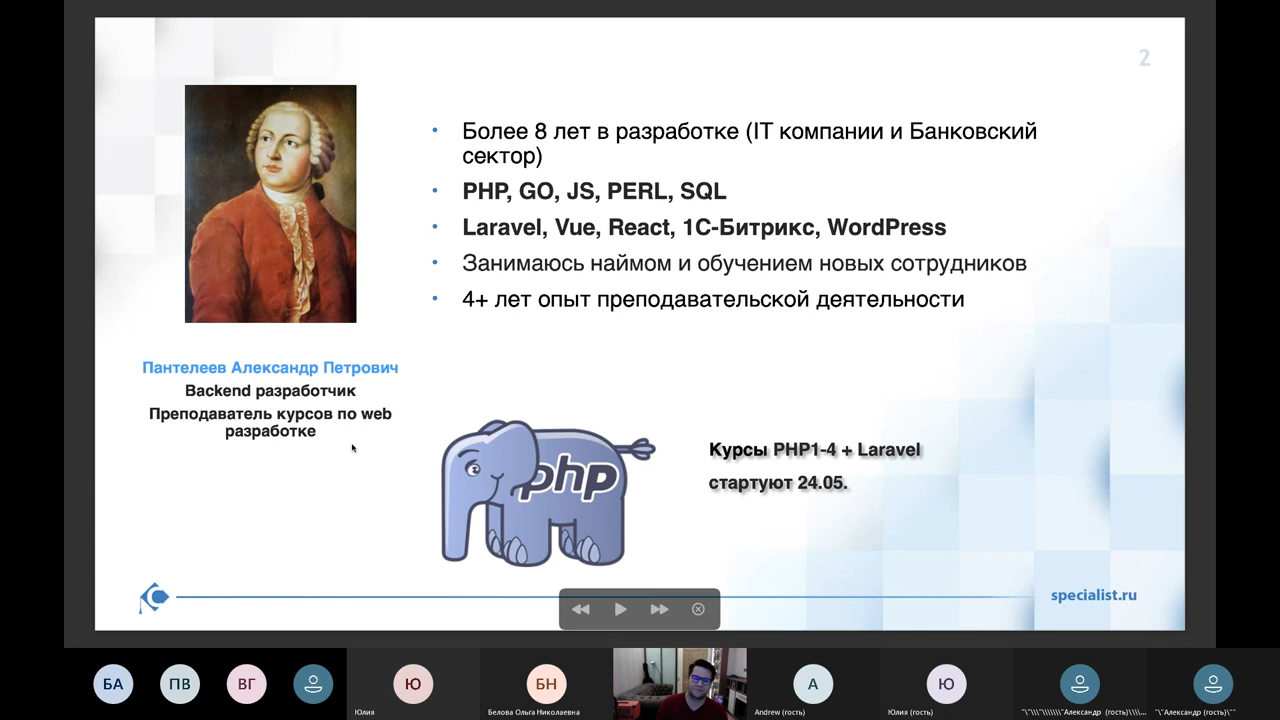 2
Более 8 лет в разработке (IT компании и Банковский
сектор)
PHP, GO, JS, PERL, SQL
Laravel, Vue, React, 1С-Битрикс, WordPress
Занимаюсь наймом и обучением новых сотрудников
4+ лет опыт преподавательской деятельности
Пантелеев Александр Петрович
Backend разработчик
Преподаватель курсов по web
разработке
php
Курсы PHP1-4 + Laravel
стартуют 24.05.
specialist.ru
БА
ПВ
ВГ
Ю
БН
А
Ю
Юлия
Белова Ольга Николаевна
Andrew (гость)
Юлия (гость)
"\"\\\"\\\\\\\"Александр (гость)\\\\...
"\"Александр (гость)\""